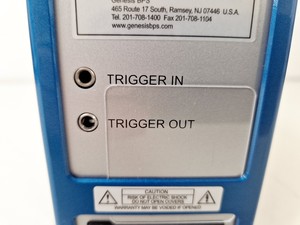 Genesis BPS
465 Route 17 South, Ramsey, NJ 07446 U.S.A.
Tel. 201-708-1400 Fax 201-708-1104
www.genesisbps.com
TRIGGER IN
TRIGGER OUT
CAUTION
RISK OF ELECTRIC SHOCK
DO NOT OPEN COVERS
WARRANTY MAY BE VOIDED IF OPENED